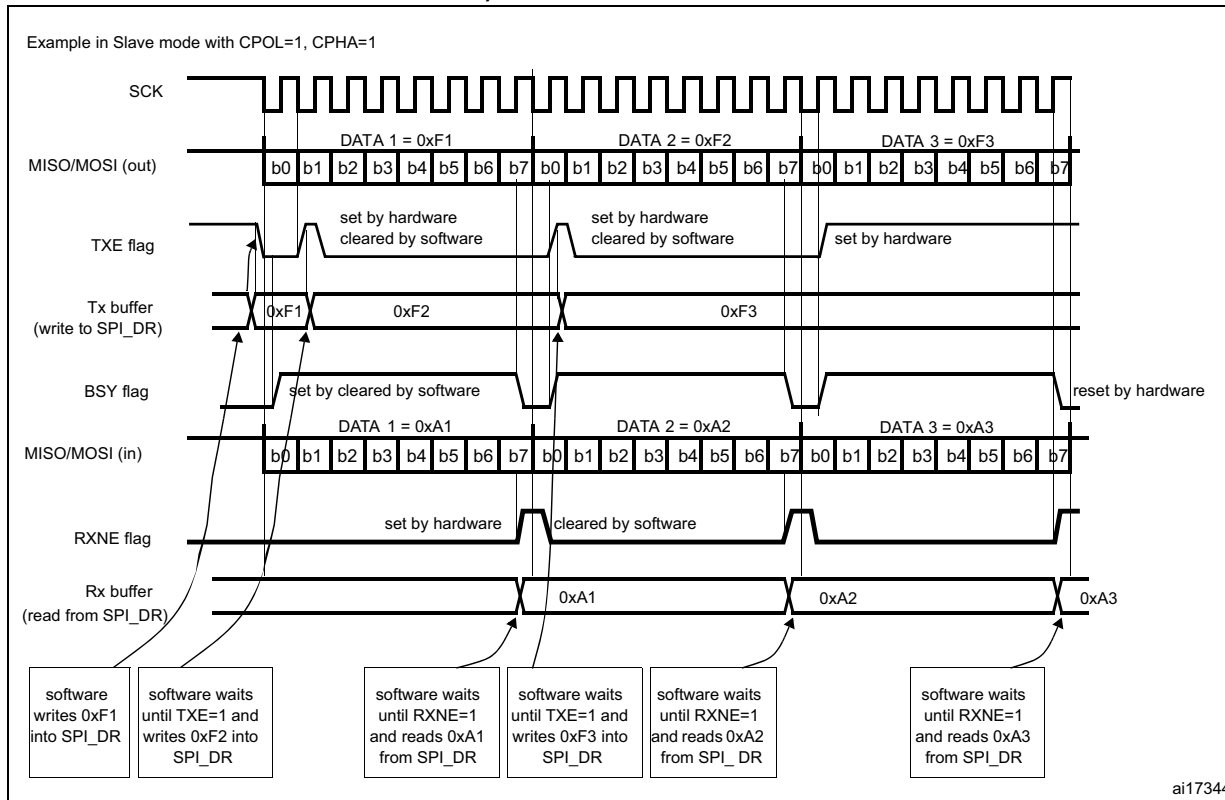 Example in Slave mode with CPOL=1, CPHA=1
SCK
DATA 1 = 0xF1 DATA 2 = 0xF2 DATA 3 = 0xF3
MISO/MOSI (out) b0 b1 b2 b3 b4 b5 b6 b7 b0 b1 b2 b3 b4 b5 b6 b7 b0 b1 b2 b3 b4 b5 b6 b7
set by hardware set by hardware
TXE flag cleared by software cleared by software set by hardware
Tx buffer 0xF1 0xF2 0xF3
(write to SPI_DR)
BSY flag set by cleared by software reset by hardware
DATA 1 = 0xA1 DATA 2 = 0xA2 DATA 3 = 0xA3
MISO/MOSI (in) b0 b1 b2 b3 b4 b5 b6 b7 b0 b1 b2 b3 b4 b5 b6 b7 b0 b1 b2 b3 b4 b5 b6 b7
set by hardware cleared by software
RXNE flag
Rx buffer 0xA1 0xA2 0xA3
(read from SPI_DR)
software
writes 0xF1
into SPI_DR
software waits
until TXE=1 and
writes 0xF2 into
SPI_DR
software waits
until RXNE=1
and reads 0xA1
from SPI_DR
software waits
until TXE=1 and
writes 0xF3 into
SPI_DR
software waits
until RXNE=1
and reads 0xA2
from SPI_ DR
software waits
until RXNE=1
and reads 0xA3
from SPI_DR